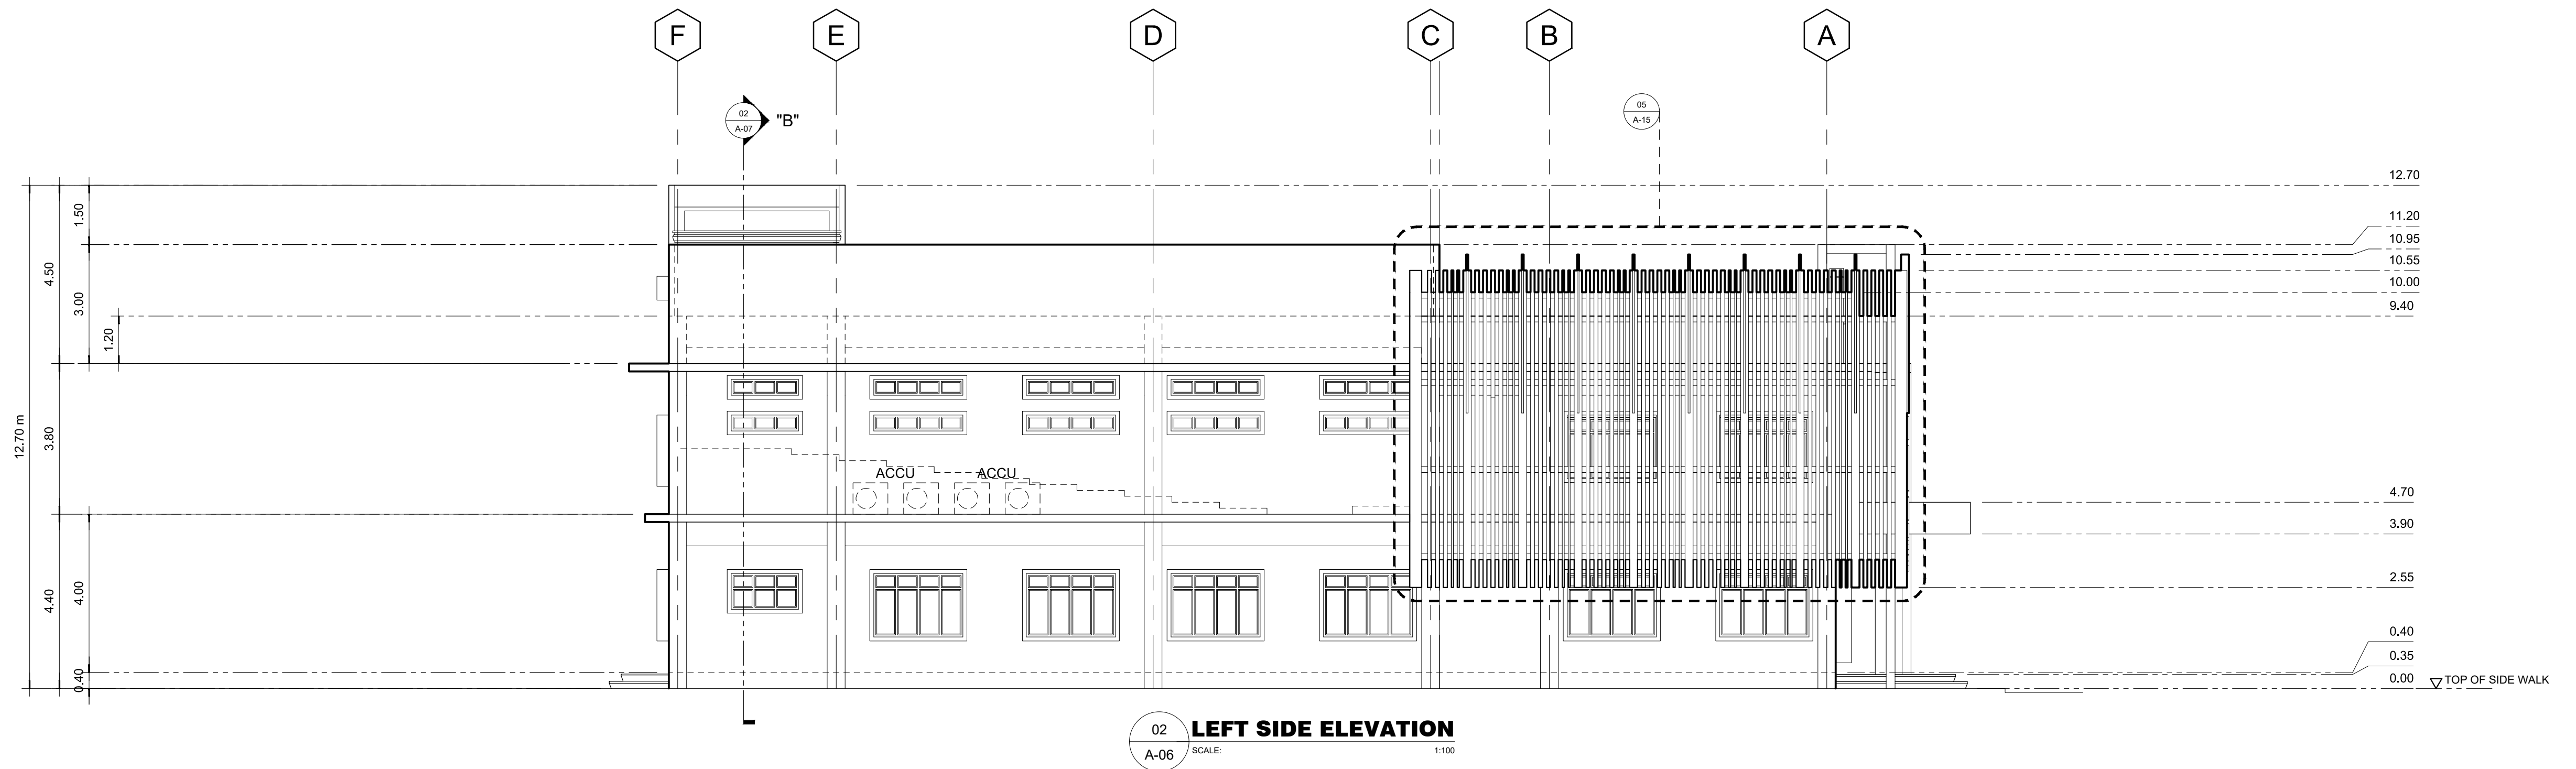 F
E
D
C
B
A
02
A-07
"B"
05
A-15
12.70
11.20
10.95
10.55
10.00
9.40
4.70
3.90
2.55
0.40
0.35
0.00
TOP OF SIDE WALK
12.70 m
4.50
3.80
4.40
1.50
3.00
4.00
0.40
1.20
ACCU
ACCU
02
A-06
LEFT SIDE ELEVATION
SCALE: 1:100